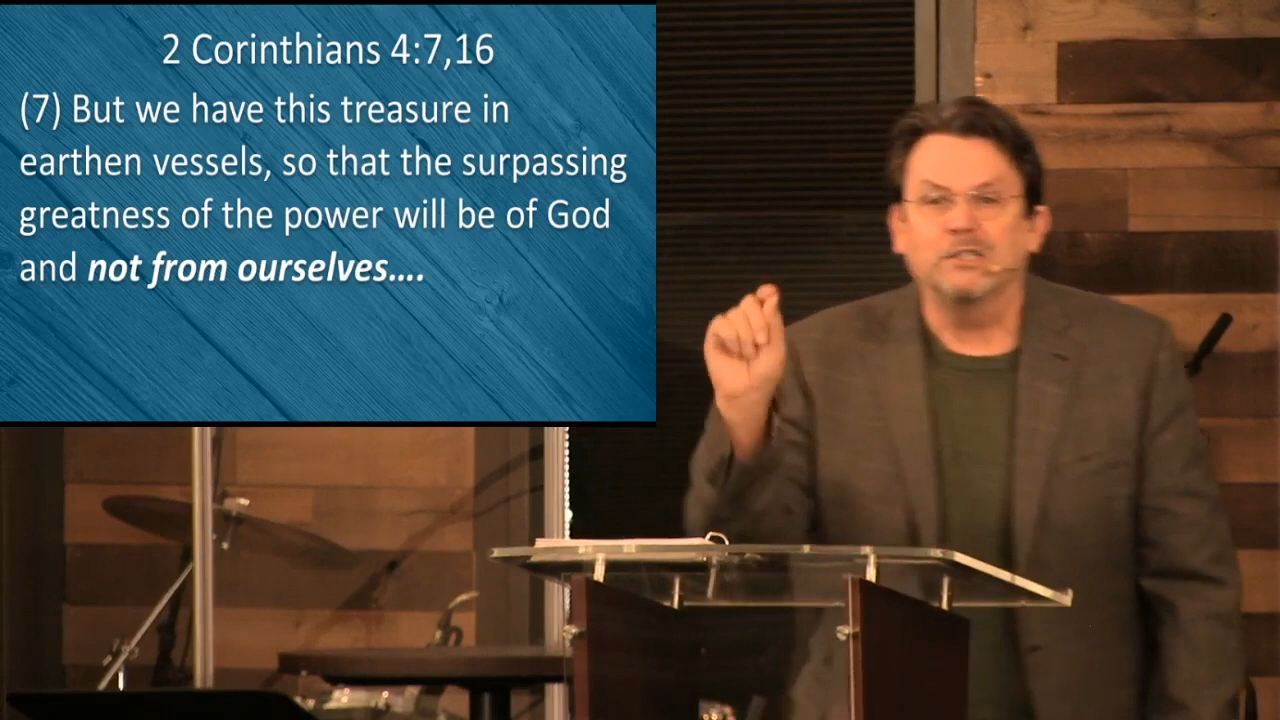 2 Corinthians 4:7,16
(7) But we have this treasure in
earthen vessels, so that the surpassing
greatness of the power will be of God
and not from ourselves....